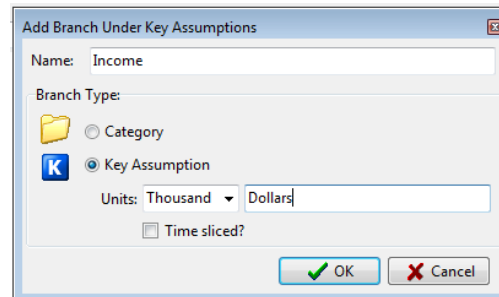 Add Branch Under Key Assumptions
Name: Income
Branch Type:
Category
K Key Assumption
Units: Thousand Dollars
Time sliced?
OK Cancel